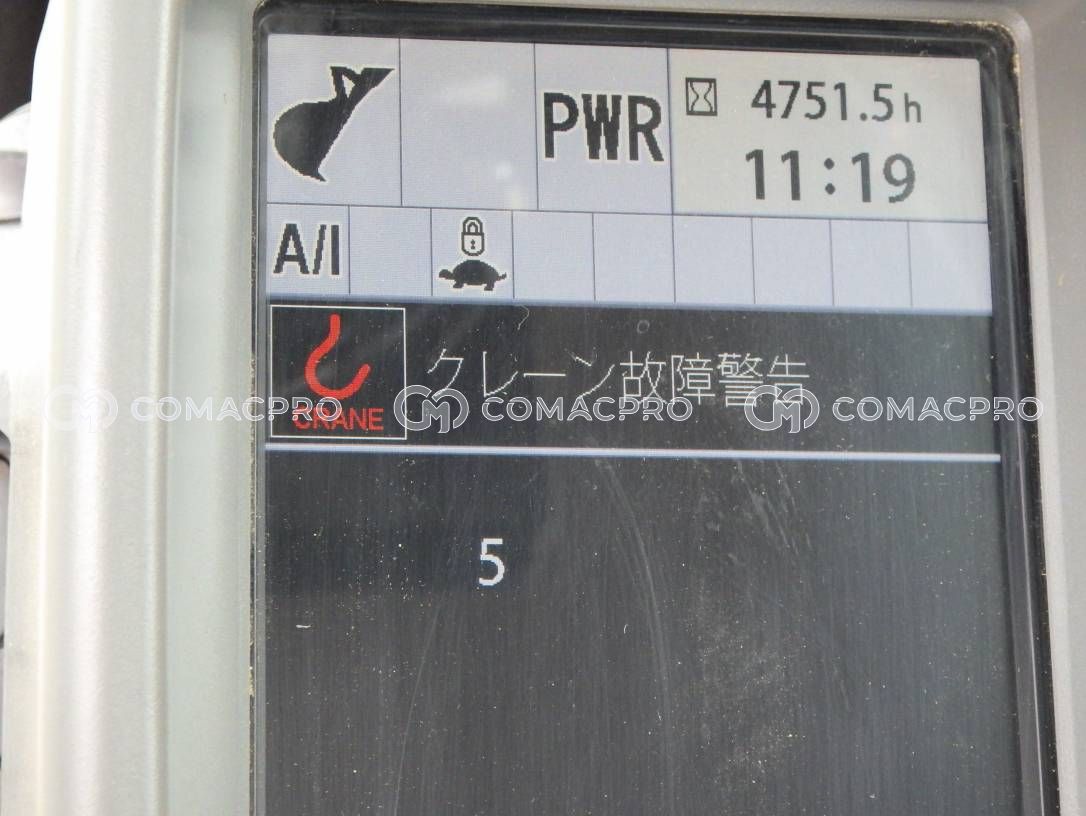 PWR
4751.5h
11:19
A/I
CRANE
クレーン故障警告
COMACPRO COMACPRO COMACPRO
5